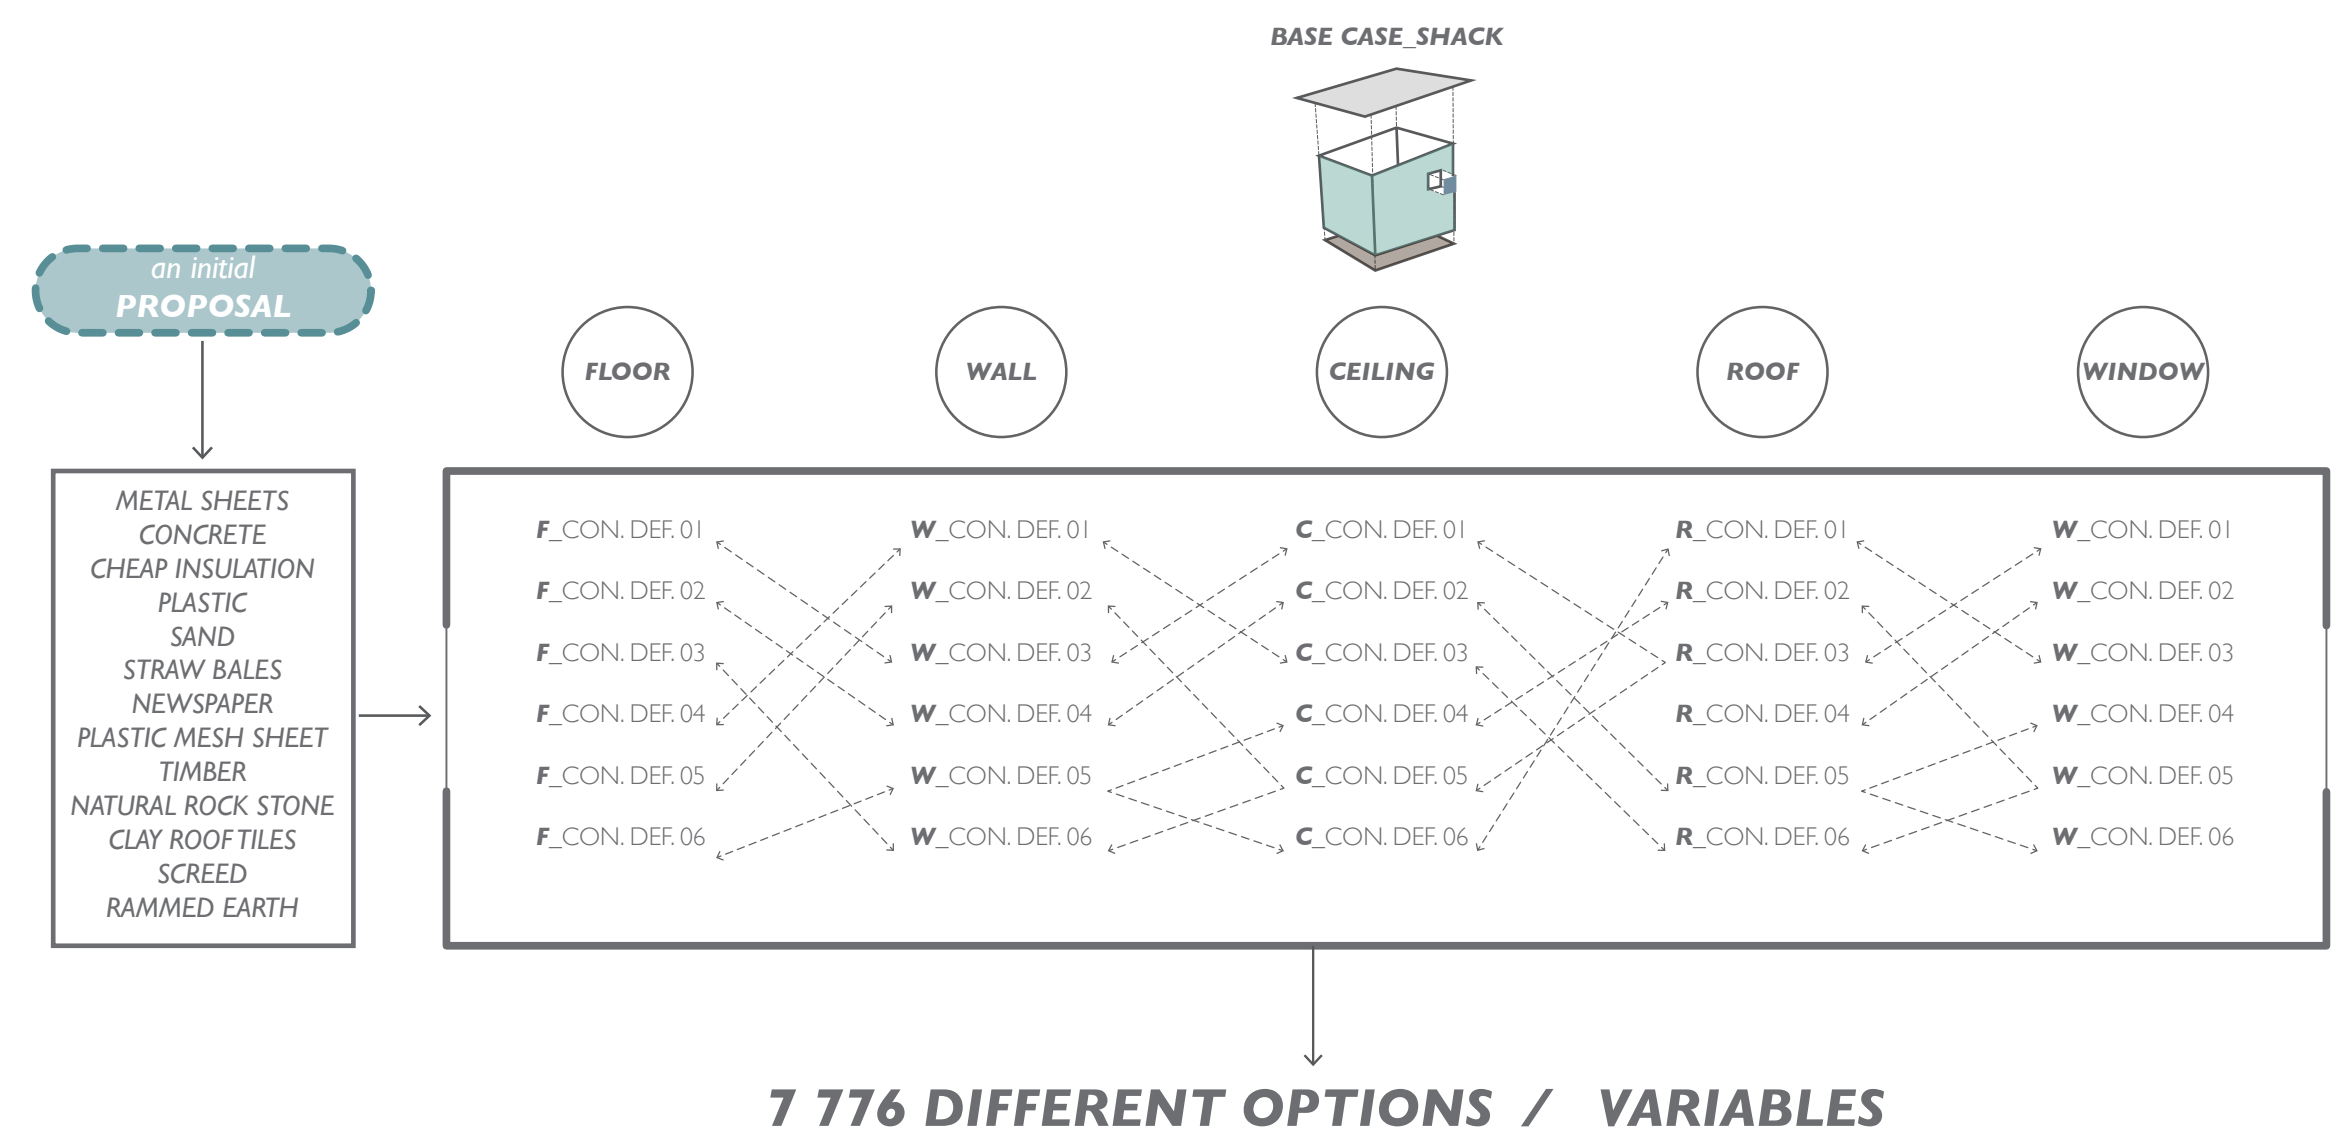 BASE CASE_SHACK
an initial
PROPOSAL
FLOOR
WALL
CEILING
ROOF
WINDOW
METAL SHEETS
CONCRETE
CHEAP INSULATION
PLASTIC
SAND
STRAW BALES
NEWSPAPER
PLASTIC MESH SHEET
TIMBER
NATURAL ROCK STONE
CLAY ROOF TILES
SCREED
RAMMED EARTH
F_CON. DEF. 01
W_CON. DEF. 01
C_CON. DEF. 01
R_CON. DEF. 01
W_CON. DEF. 01
F_CON. DEF. 02
W_CON. DEF. 02
C_CON. DEF. 02
R_CON. DEF. 02
W_CON. DEF. 02
F_CON. DEF. 03
W_CON. DEF. 03
C_CON. DEF. 03
R_CON. DEF. 03
W_CON. DEF. 03
F_CON. DEF. 04
W_CON. DEF. 04
C_CON. DEF. 04
R_CON. DEF. 04
W_CON. DEF. 04
F_CON. DEF. 05
W_CON. DEF. 05
C_CON. DEF. 05
R_CON. DEF. 05
W_CON. DEF. 05
F_CON. DEF. 06
W_CON. DEF. 06
C_CON. DEF. 06
R_CON. DEF. 06
W_CON. DEF. 06
7 776 DIFFERENT OPTIONS / VARIABLES